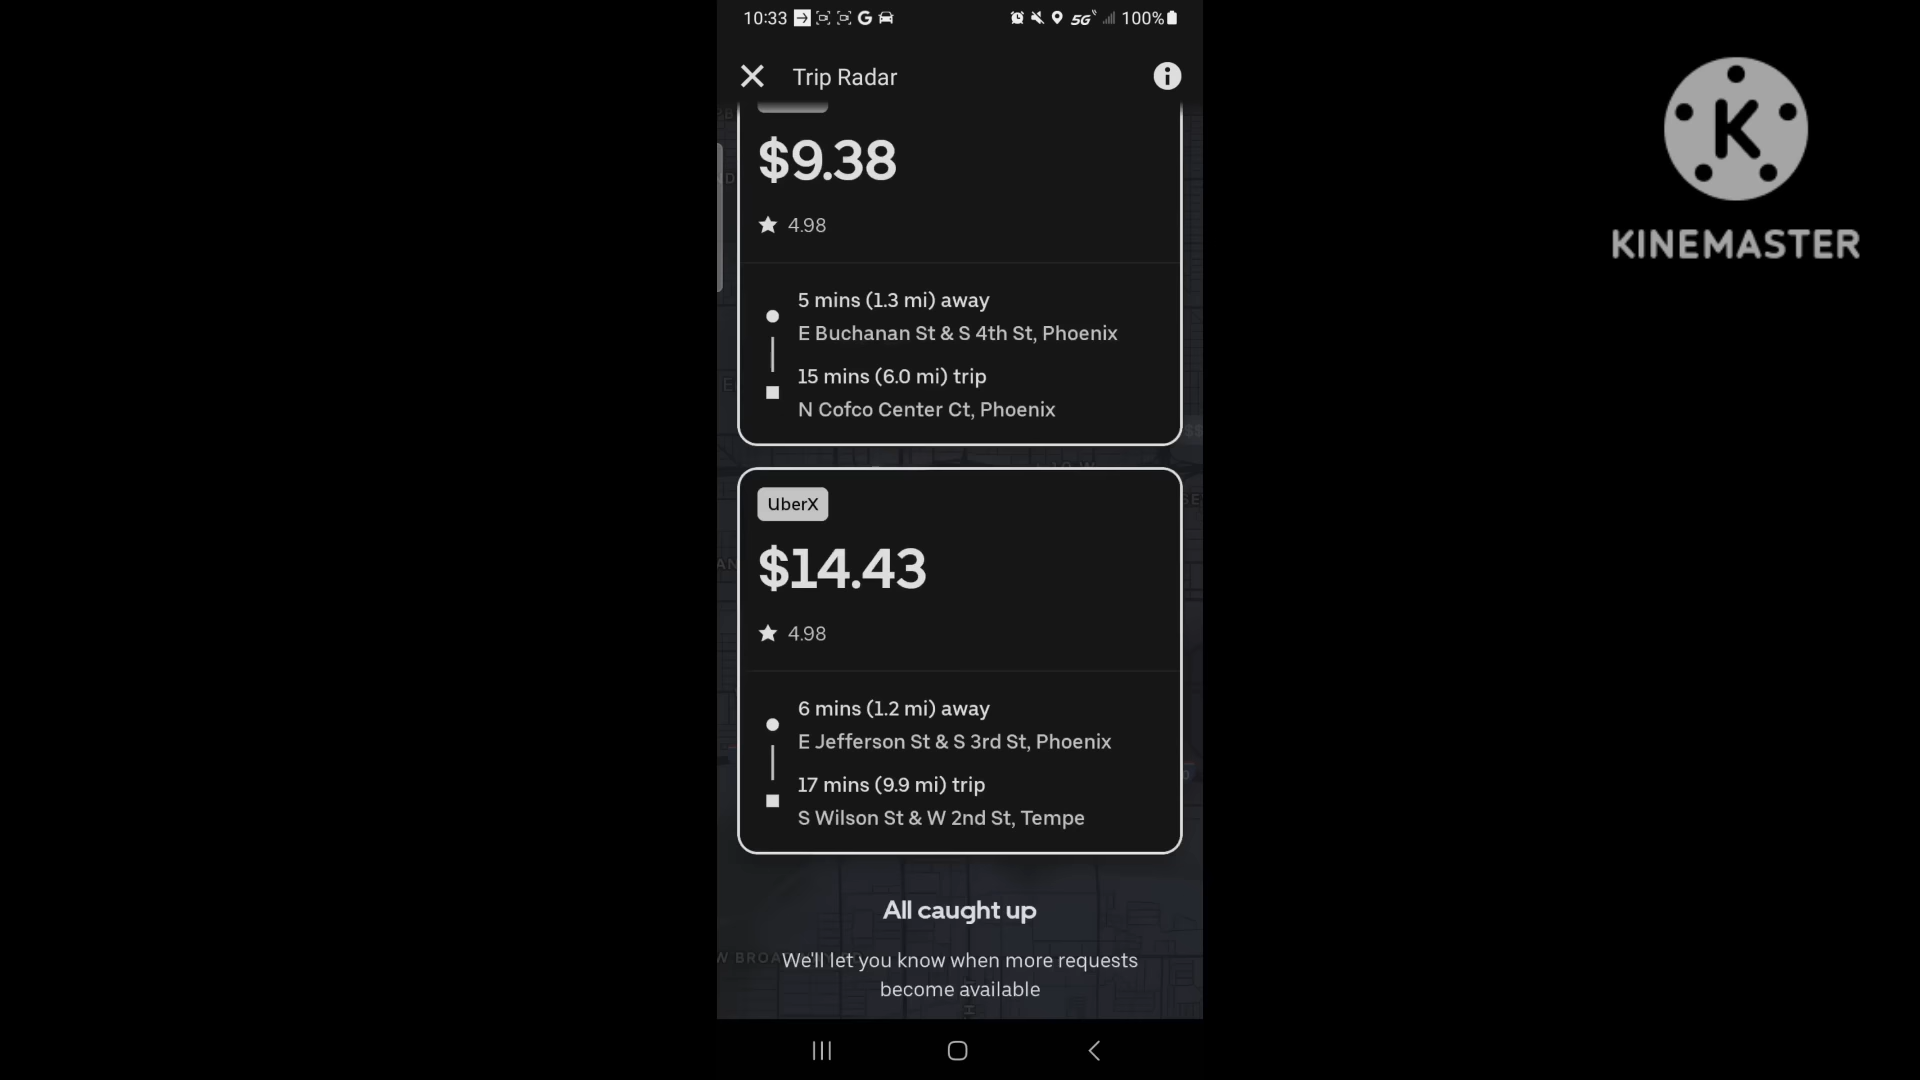 10:33
5G
100%
Trip Radar
$9.38
4.98
5 mins (1.3 mi) away
E Buchanan St & S 4th St, Phoenix
15 mins (6.0 mi) trip
N Cofco Center Ct, Phoenix
UberX
$14.43
4.98
6 mins (1.2 mi) away
E Jefferson St & S 3rd St, Phoenix
17 mins (9.9 mi) trip
S Wilson St & W 2nd St, Tempe
All caught up
We'll let you know when more requests
become available
K
KINEMASTER